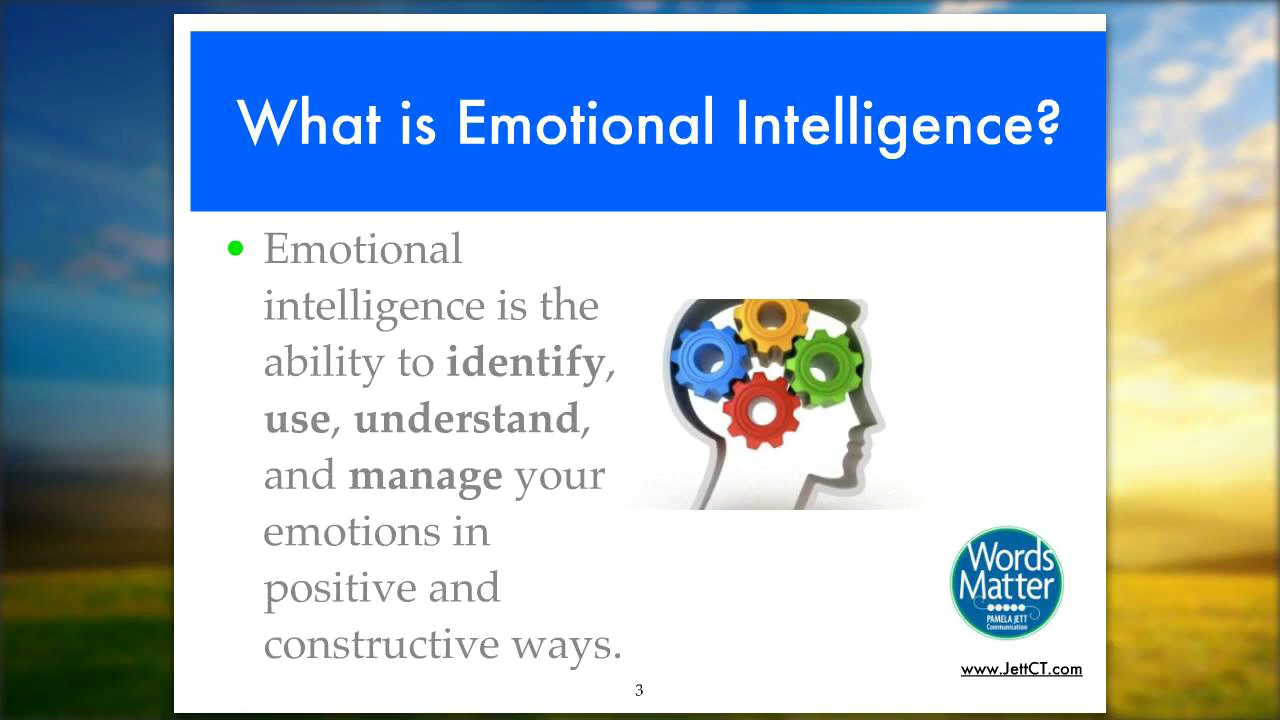 What is Emotional Intelligence?
• Emotional
intelligence is the
ability to identify,
use, understand,
and manage your
emotions in
positive and
constructive ways.
Words
Matter
PAMELA JETT
Communication
www.JettCT.com
3